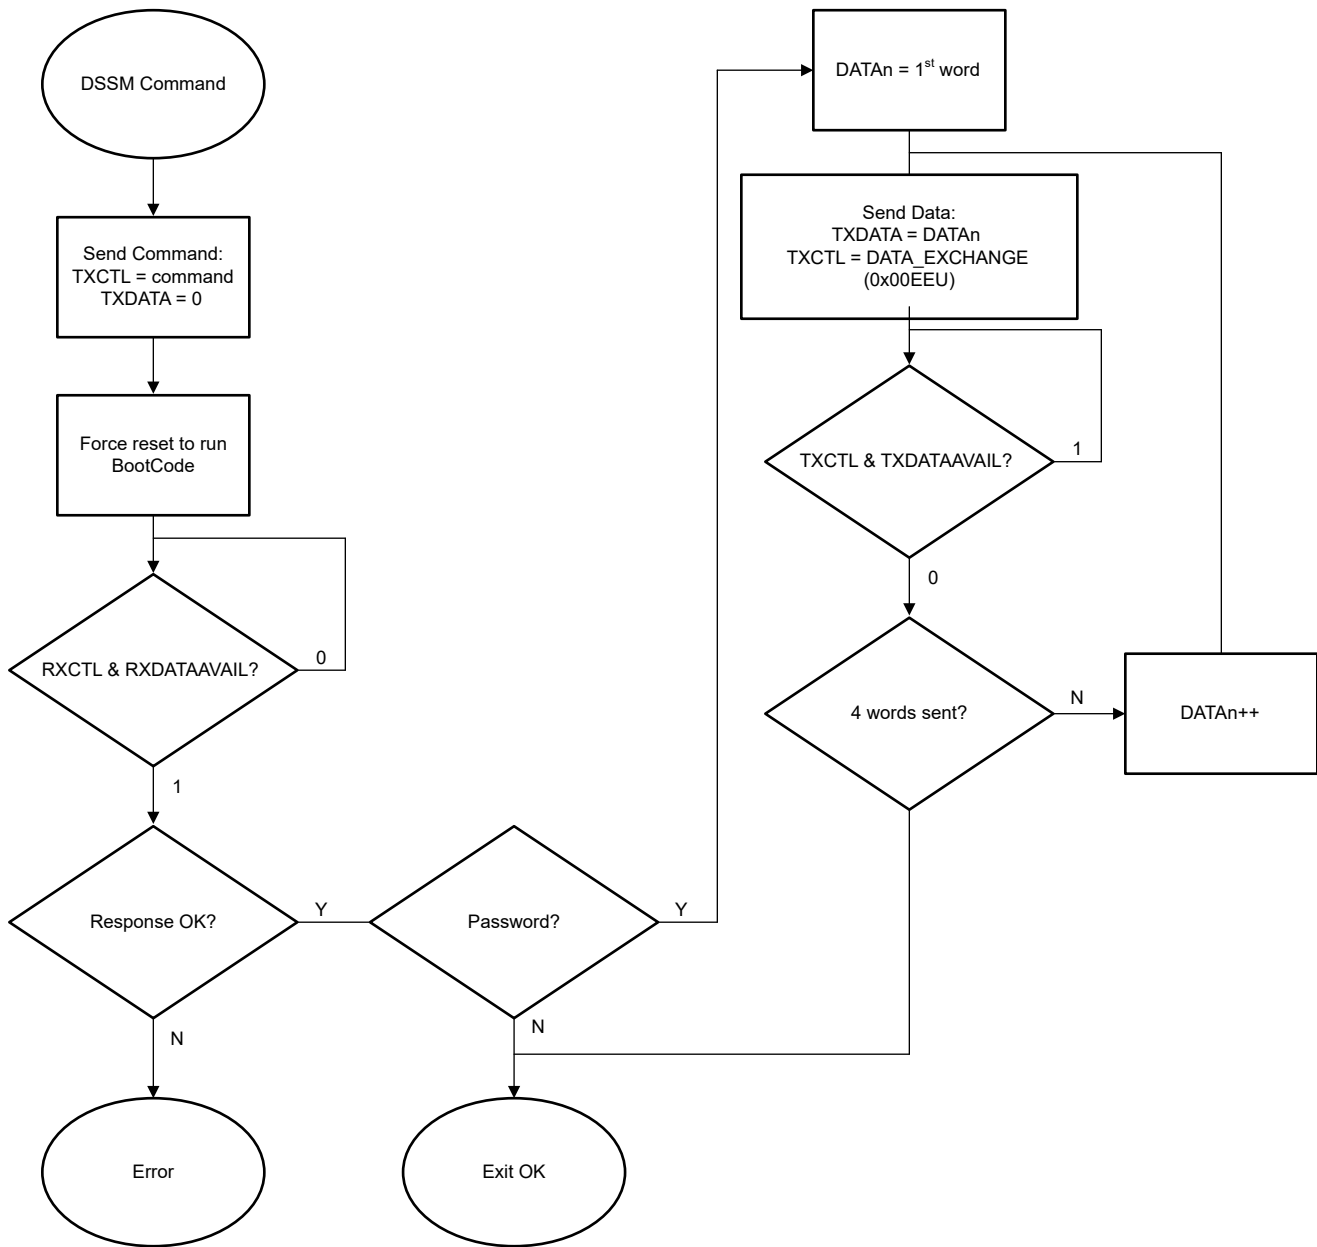 DSSM Command
Send Command:
TXCTL = command
TXDATA = 0
Force reset to run
BootCode
RXCTL & RXDATAAVAIL?
0
1
Response OK?
Y
N
Error
Password?
Y
N
Exit OK
DATAn = 1st word
Send Data:
TXDATA = DATAn
TXCTL = DATA_EXCHANGE
(0x00EEU)
TXCTL & TXDATAAVAIL?
1
0
4 words sent?
N
DATAn++